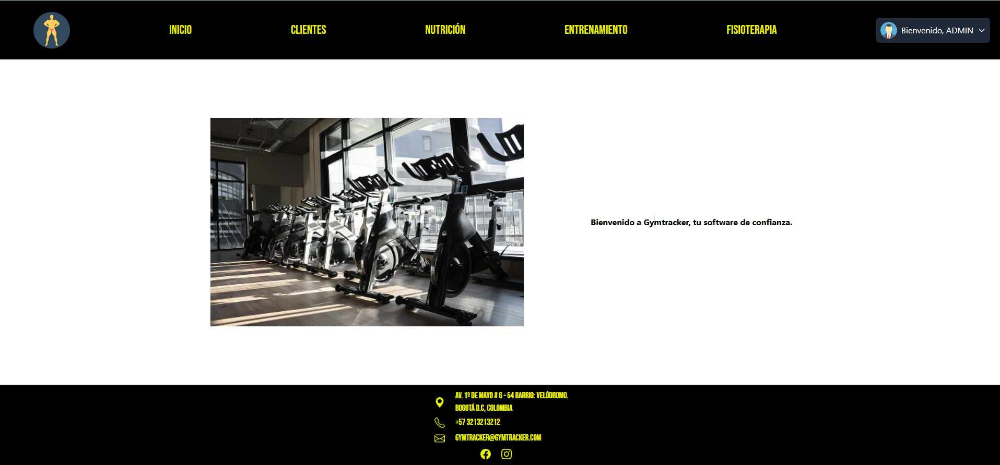 INICIO
CLIENTES
NUTRICIÓN
ENTRENAMIENTO
FISIOTERAPIA
Bienvenido, ADMIN
Bienvenido a Gymtracker, tu software de confianza.
AV. 1º DE MAYO # 6 - 54 BARRIO: VELÓDROMO.
BOGOTÁ D.C, COLOMBIA
+57 3213213212
GYMTRACKER@GYMTRACKER.COM